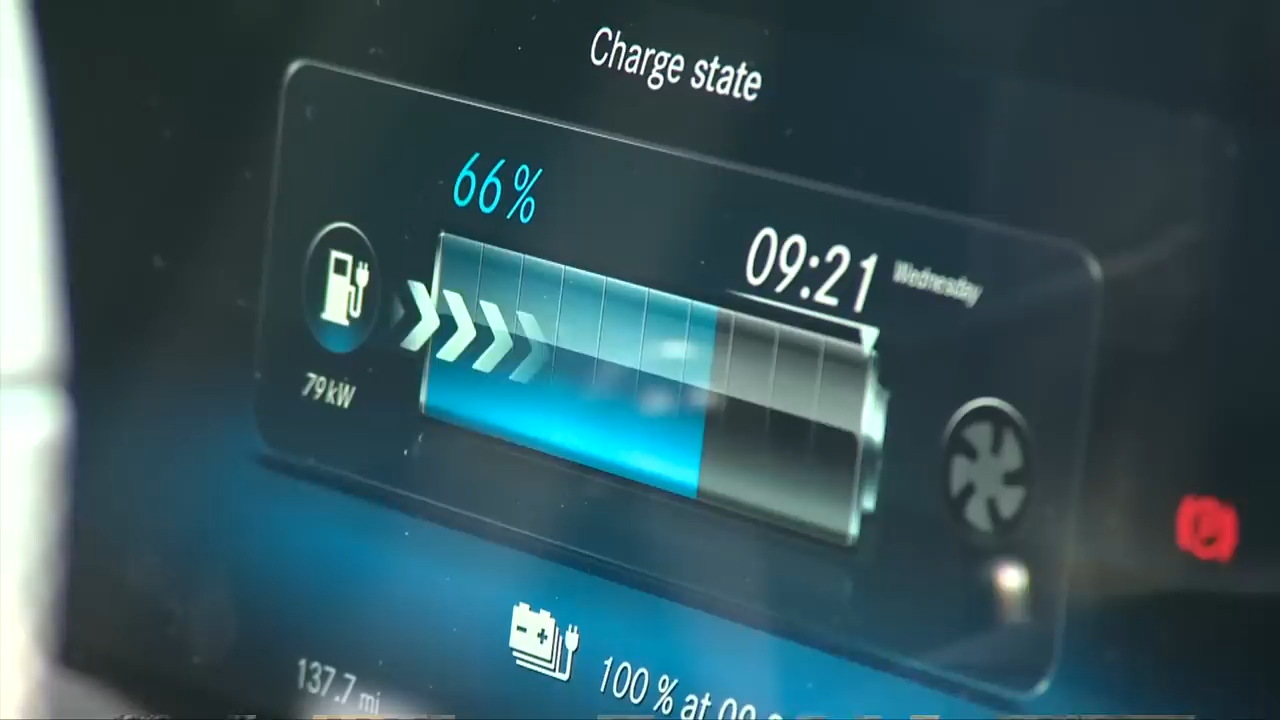 Charge state
66%
09:21 Wednesday
79 kW
100 % at
137.7 mi